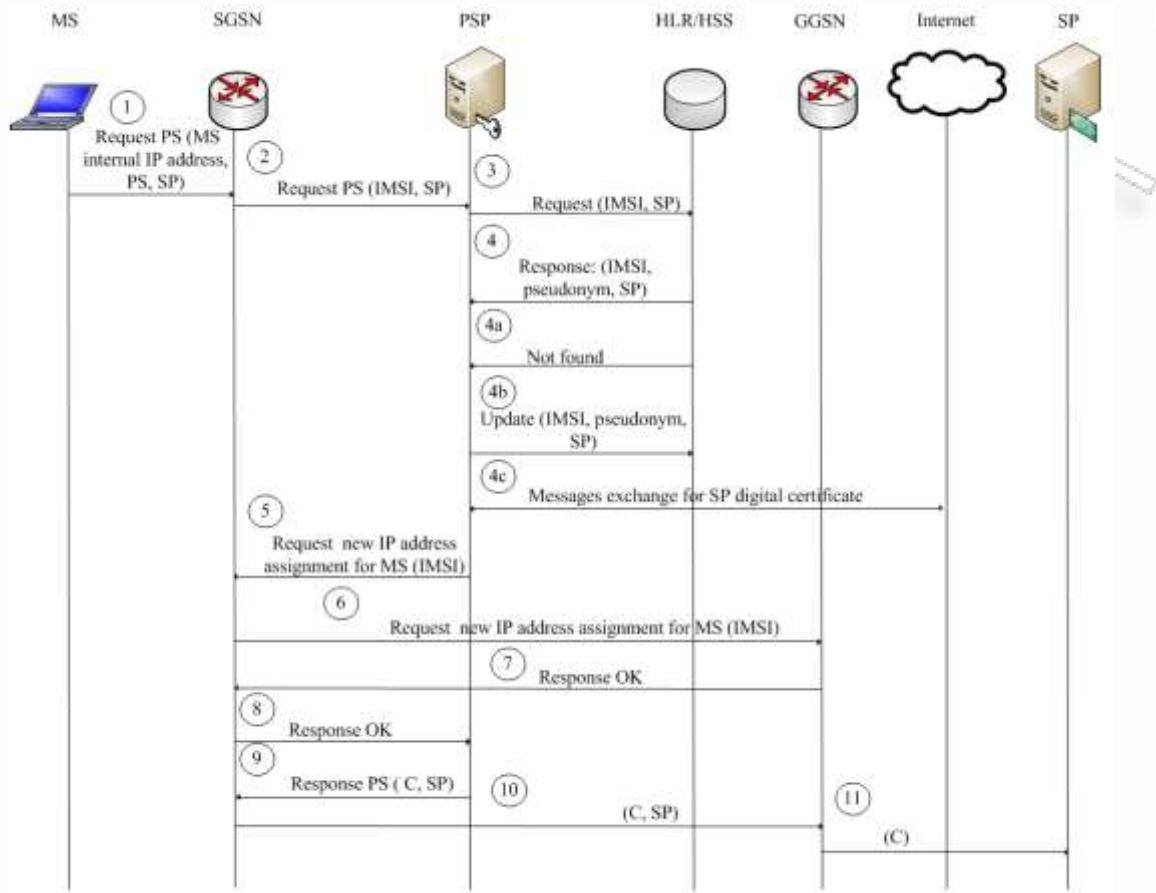 MS SGSN PSP HLR/HSS GGSN Internet SP
1
Request PS (MS
internal IP address,
PS, SP)
2
Request PS (IMSI, SP)
3
Request (IMSI, SP)
4
Response: (IMSI,
pseudonym, SP)
4a
Not found
4b
Update (IMSI, pseudonym,
SP)
4c
Messages exchange for SP digital certificate
5
Request new IP address
assignment for MS (IMSI)
6
Request new IP address assignment for MS (IMSI)
7
Response OK
8
Response OK
9
Response PS ( C, SP)
10
(C, SP)
11
(C)